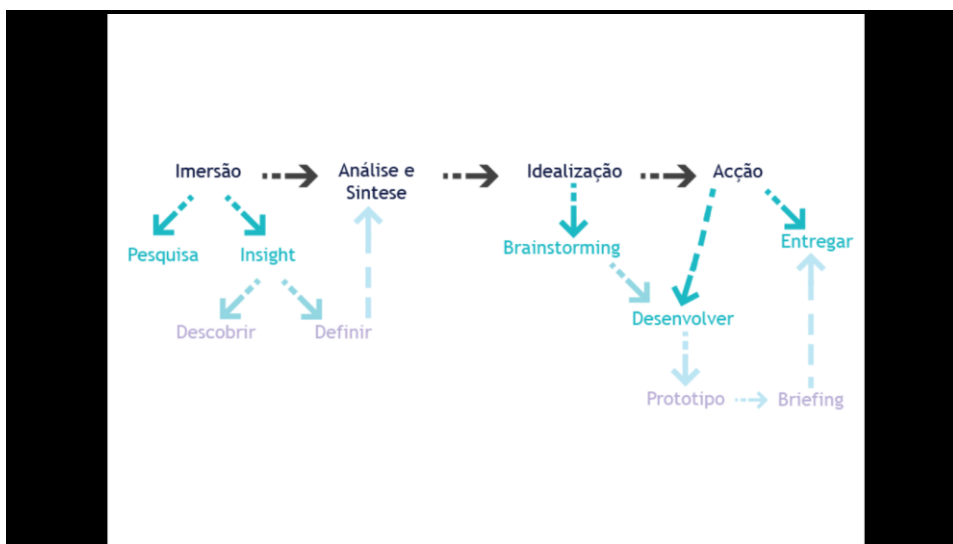 Imersão
Análise e
Sintese
Idealização
Acção
Pesquisa
Insight
Brainstorming
Entregar
Descobrir
Definir
Desenvolver
Prototipo
Briefing